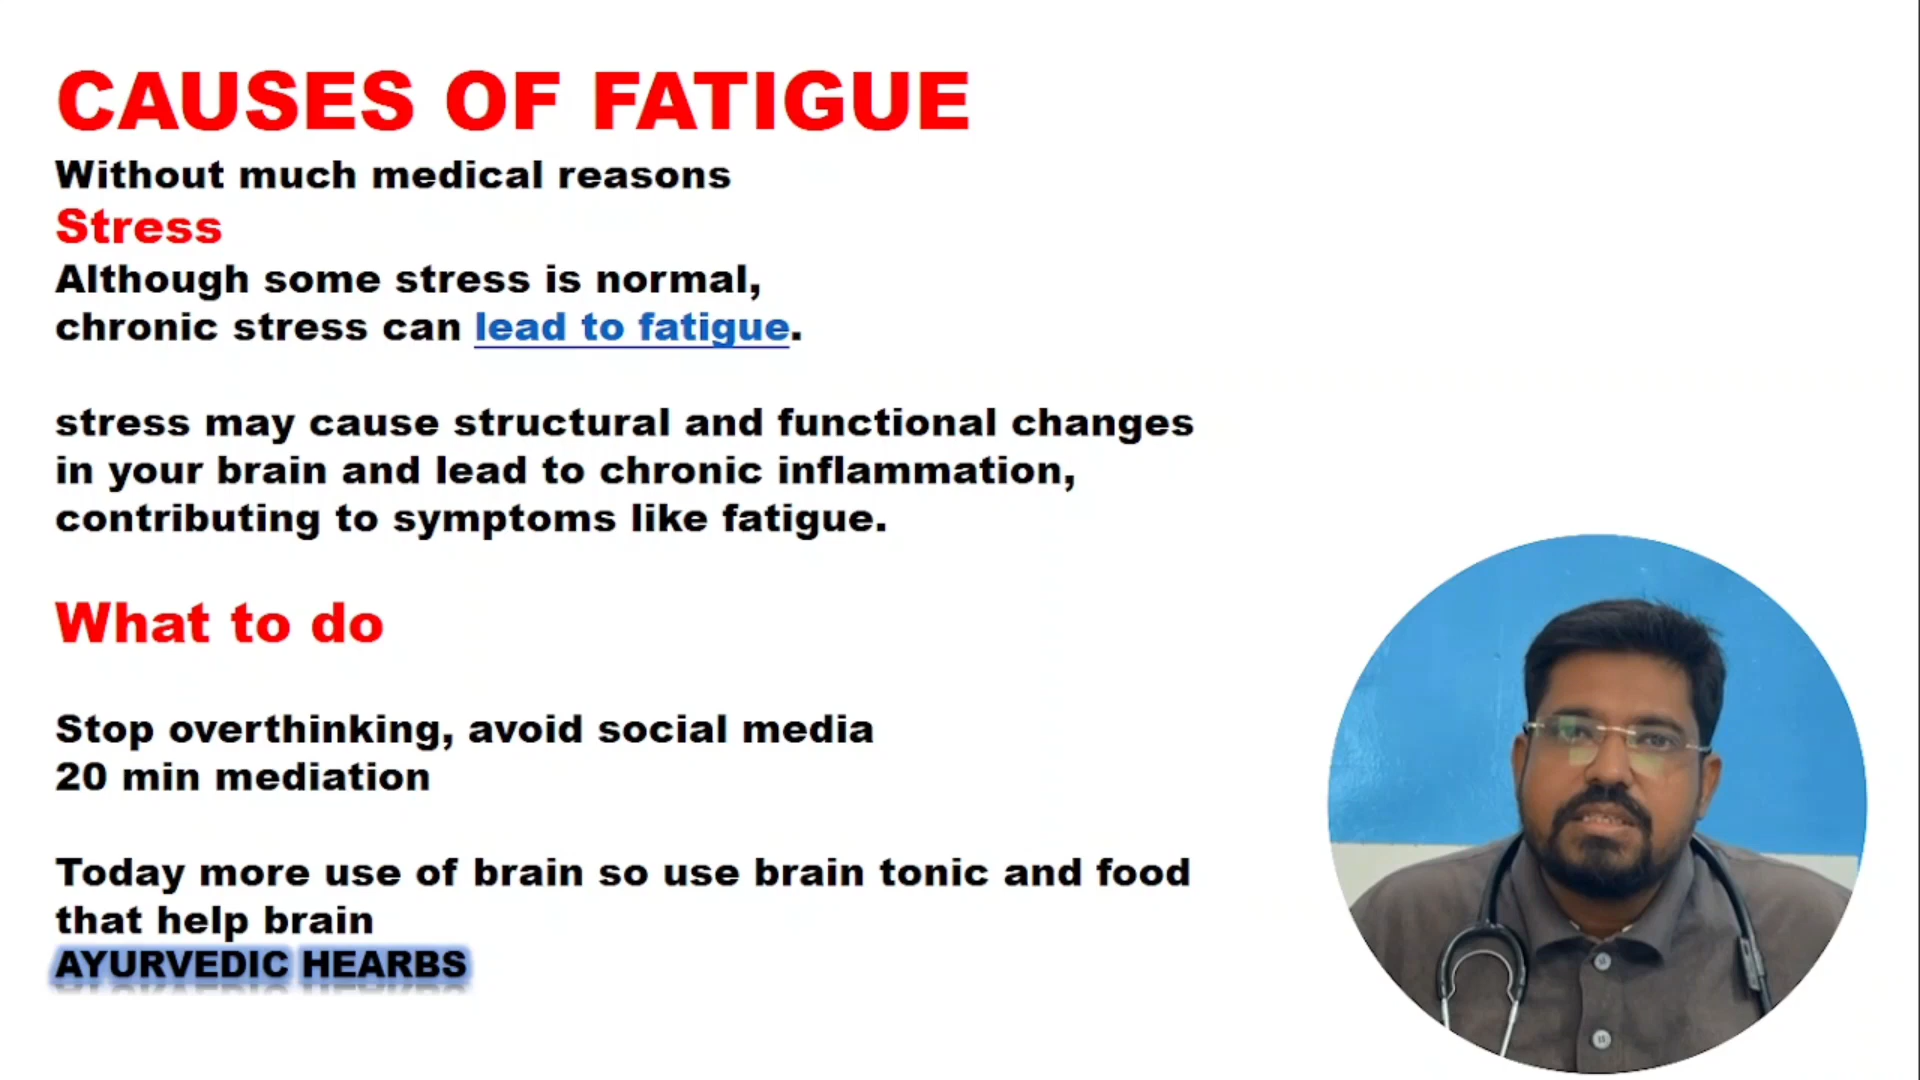 CAUSES OF FATIGUE
Without much medical reasons
Stress
Although some stress is normal,
chronic stress can lead to fatigue.
stress may cause structural and functional changes
in your brain and lead to chronic inflammation,
contributing to symptoms like fatigue.
What to do
Stop overthinking, avoid social media
20 min mediation
Today more use of brain so use brain tonic and food
that help brain
AYURVEDIC HEARBS